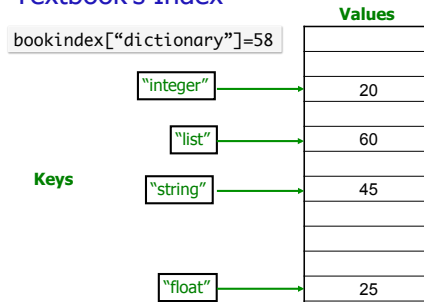 Textbook's Index
Values
bookindex["dictionary"]=58
"integer"
20
"list"
60
Keys
"string"
45
"float"
25